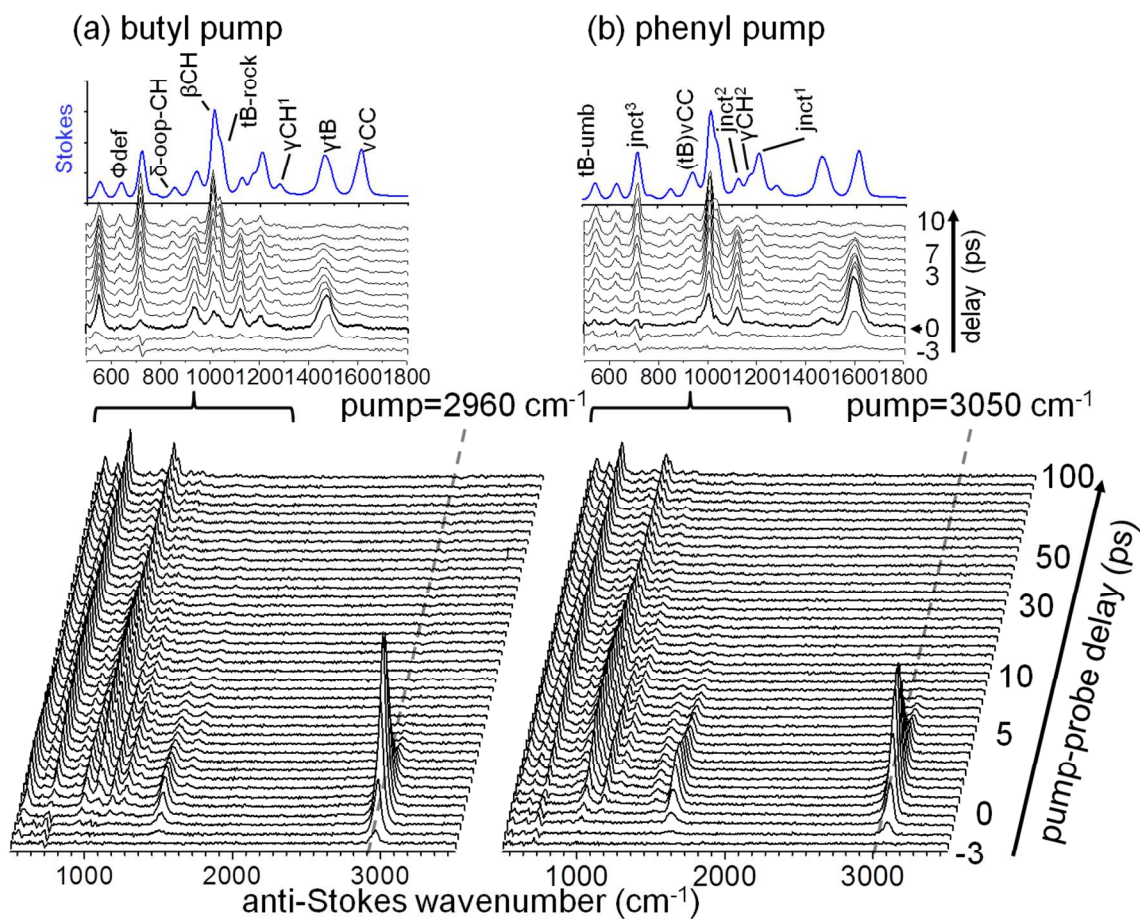 (a) butyl pump
(b) phenyl pump
Stokes
Φdef
δ-oop-CH
βCH
tB-rock
γCH¹
γtB
νCC
tB-umb
jnct³
(tB)νCC
jnct²
γCH²
jnct¹
10
7
3
0
-3
delay (ps)
600 800 1000 1200 1400 1600 1800
600 800 1000 1200 1400 1600 1800
pump=2960 cm⁻¹
pump=3050 cm⁻¹
100
50
30
10
5
0
-3
pump-probe delay (ps)
1000 2000 3000
1000 2000 3000
anti-Stokes wavenumber (cm⁻¹)